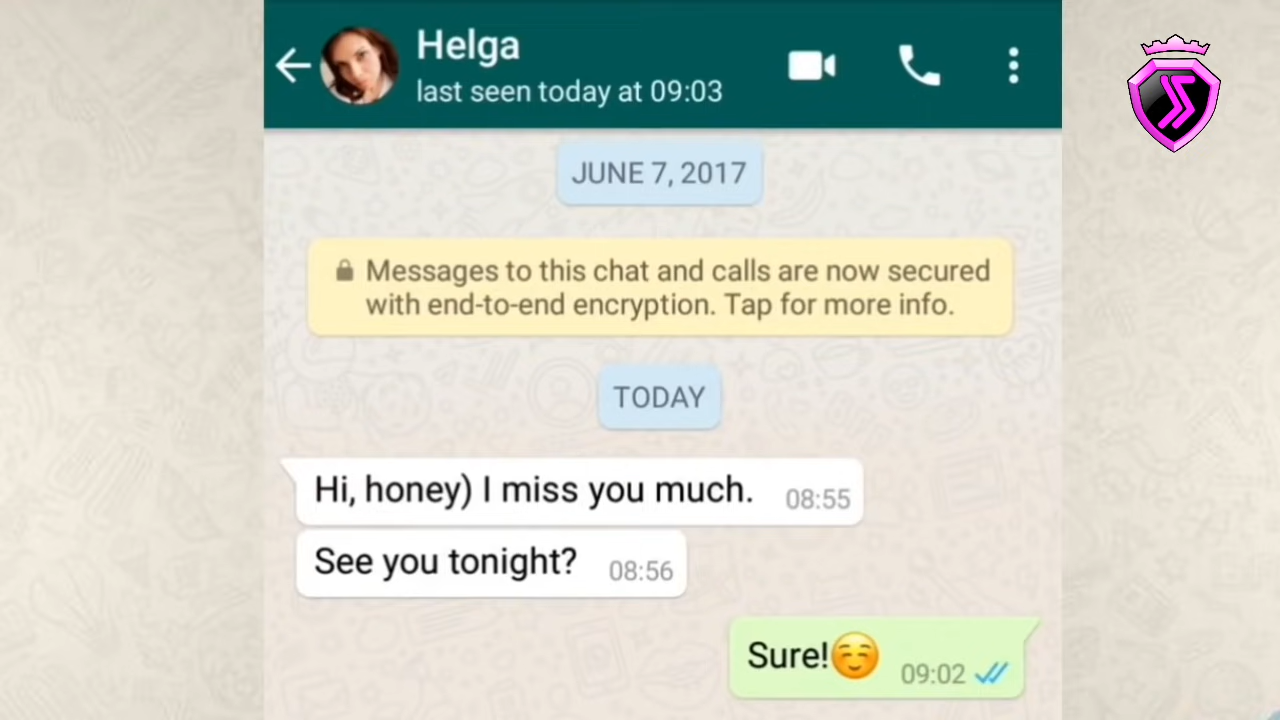 Helga
last seen today at 09:03
JUNE 7, 2017
Messages to this chat and calls are now secured
with end-to-end encryption. Tap for more info.
TODAY
Hi, honey) I miss you much. 08:55
See you tonight? 08:56
Sure!☺️ 09:02